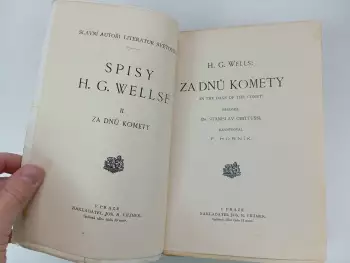 SLAVNÍ AUTOŘI LITERATUR SVĚTOVÝCH
SPISY
H. G. WELLSE
II.
ZA DNŮ KOMETY
V PRAZE
NAKLADATEL JOS. R. VILÍMEK
H. G. WELLS:
ZA DNŮ KOMETY
IN THE DAYS OF THE COMET
V PRAZE
NAKLADATEL JOS. R. VILÍMEK